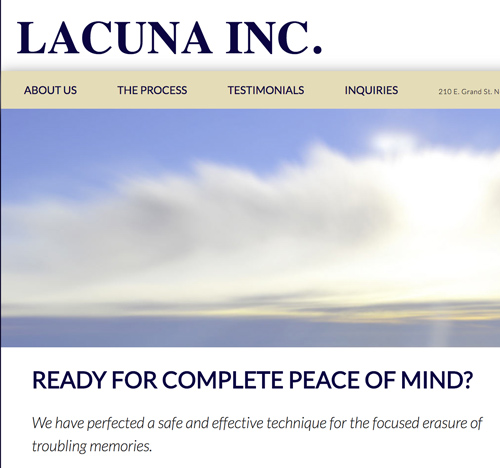 LACUNA INC.
ABOUT US THE PROCESS TESTIMONIALS INQUIRIES 210 E. Grand St. N
READY FOR COMPLETE PEACE OF MIND?
We have perfected a safe and effective technique for the focused erasure of
troubling memories.